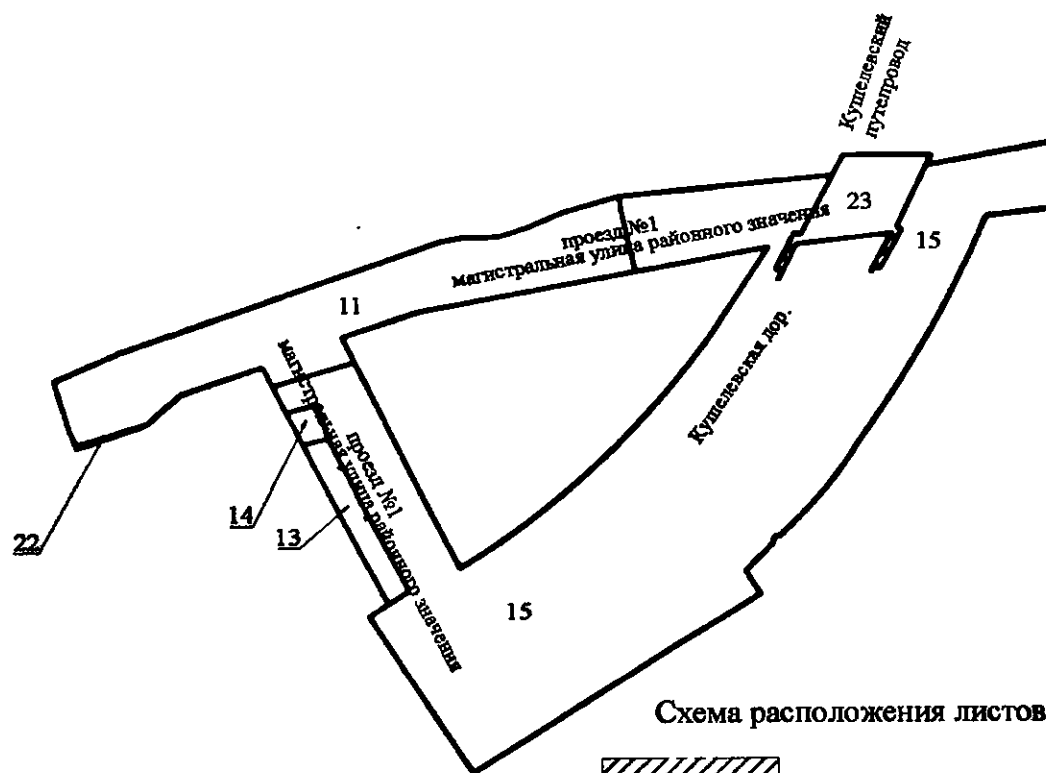 Кушелевский
путепровод
23
15
проезд №1
магистральная улица районного значения
11
Кушелевская дор.
магистральная улица районного значения
проезд №1
14
13
22
15
Схема расположения листов